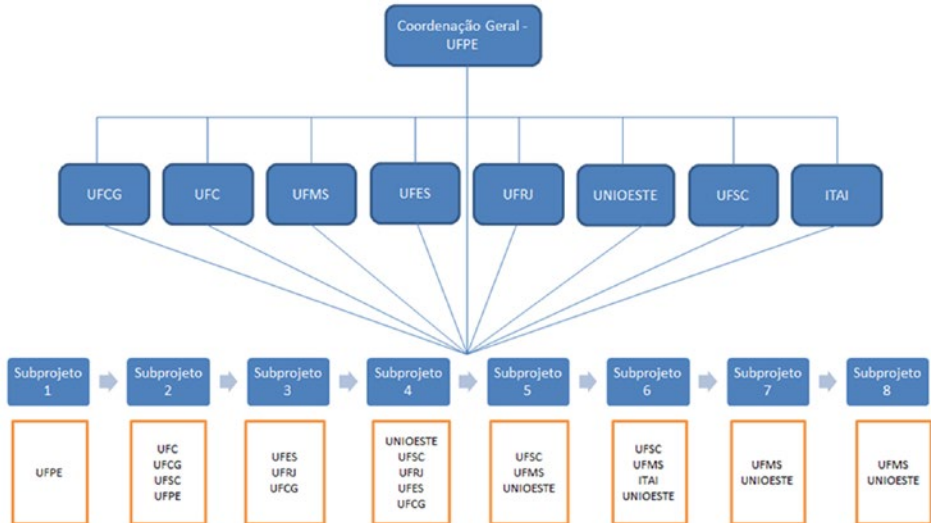 Coordenação Geral -
UFPE
UFCG
UFC
UFMS
UFES
UFRJ
UNIOESTE
UFSC
ITAI
Subprojeto
1
Subprojeto
2
Subprojeto
3
Subprojeto
4
Subprojeto
5
Subprojeto
6
Subprojeto
7
Subprojeto
8
UFPE
UFC
UFCG
UFSC
UFPE
UFES
UFRJ
UFCG
UNIOESTE
UFSC
UFRJ
UFES
UFCG
UFSC
UFMS
UNIOESTE
UFSC
UFMS
ITAI
UNIOESTE
UFMS
UNIOESTE
UFMS
UNIOESTE